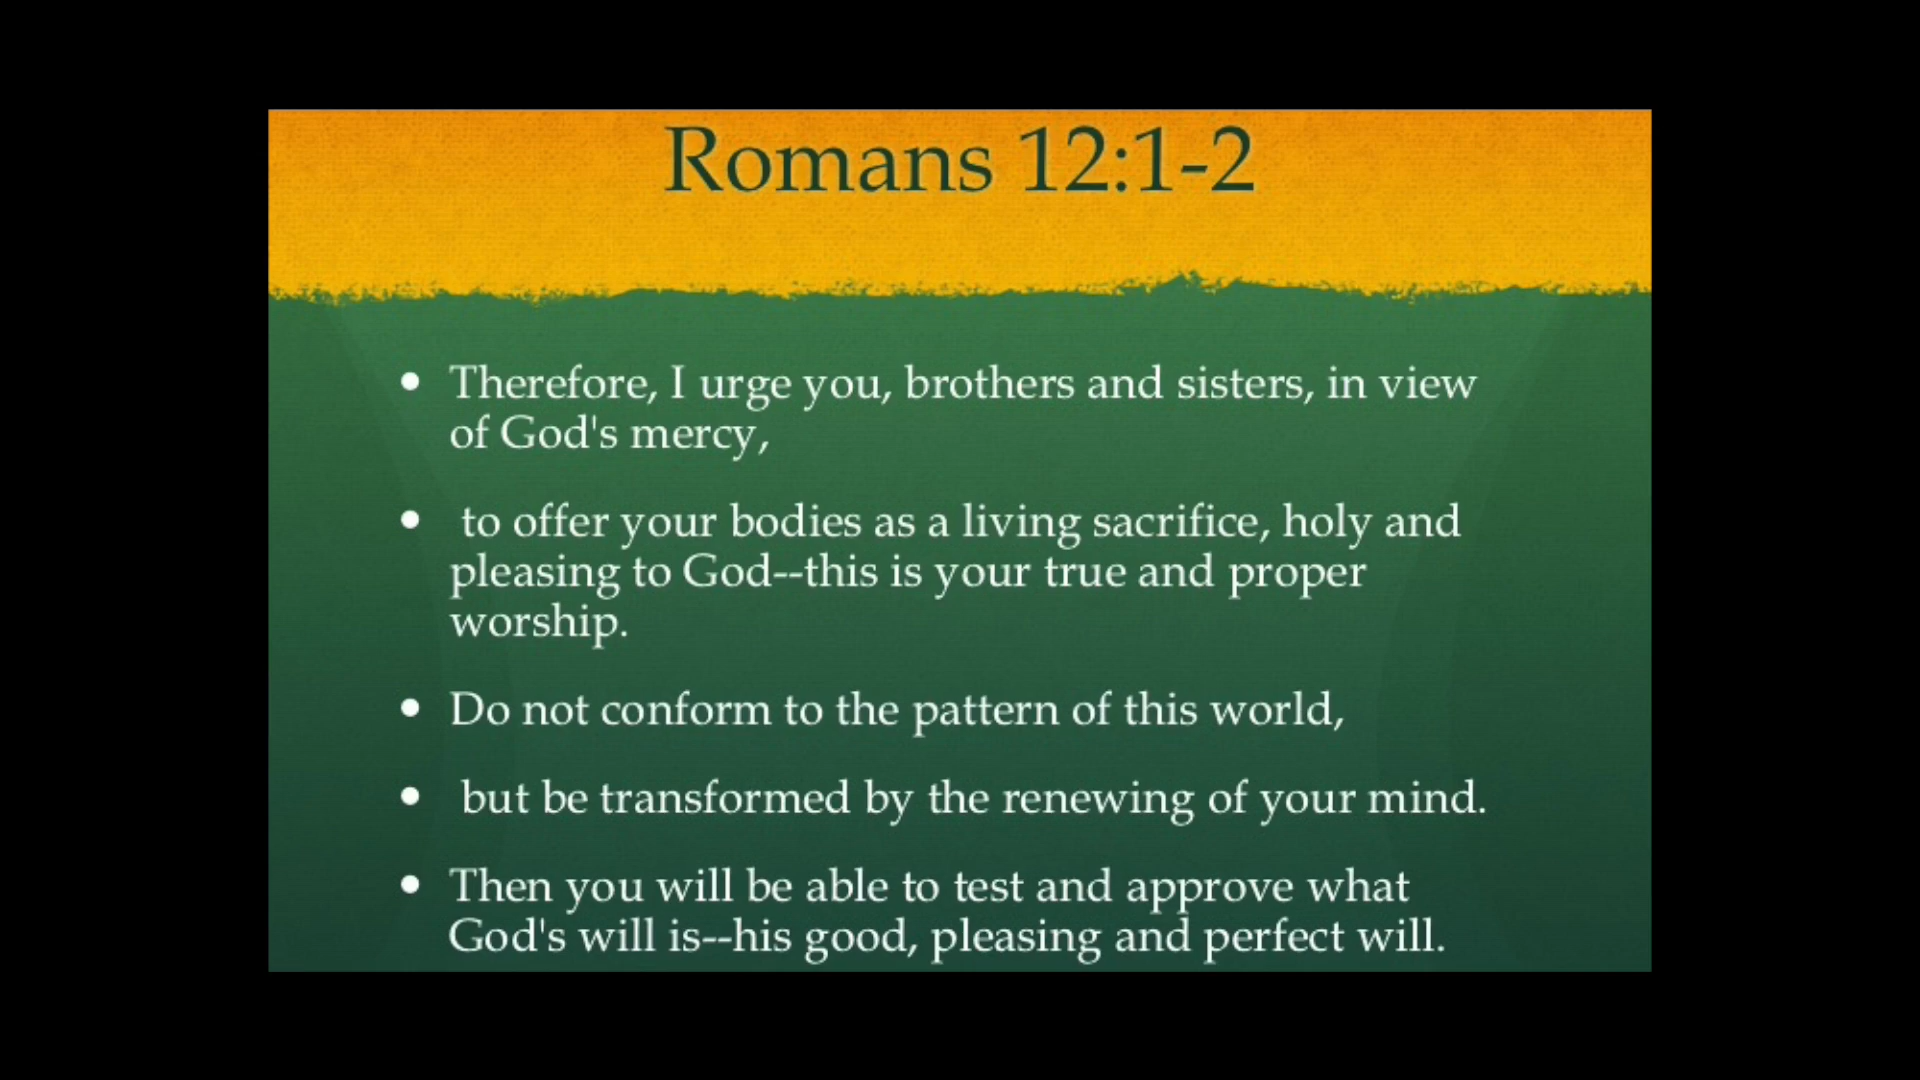 Romans 12:1-2
• Therefore, I urge you, brothers and sisters, in view
of God's mercy,
• to offer your bodies as a living sacrifice, holy and
pleasing to God--this is your true and proper
worship.
• Do not conform to the pattern of this world,
• but be transformed by the renewing of your mind.
• Then you will be able to test and approve what
God's will is--his good, pleasing and perfect will.